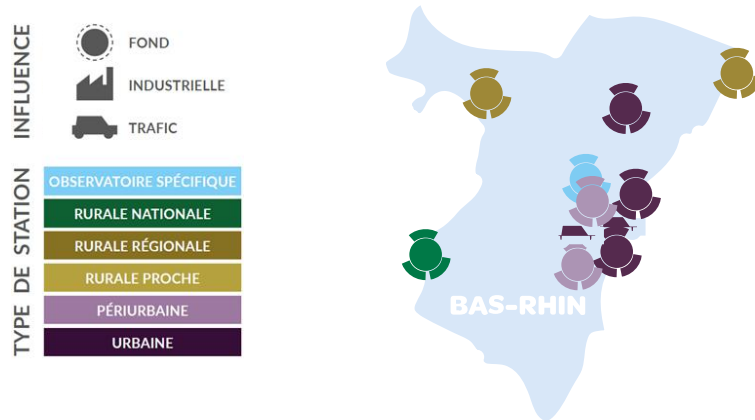 INFLUENCE
FOND
INDUSTRIELLE
TRAFIC
TYPE DE STATION
OBSERVATOIRE SPÉCIFIQUE
RURALE NATIONALE
RURALE RÉGIONALE
RURALE PROCHE
PÉRIURBAINE
URBAINE
BAS-RHIN